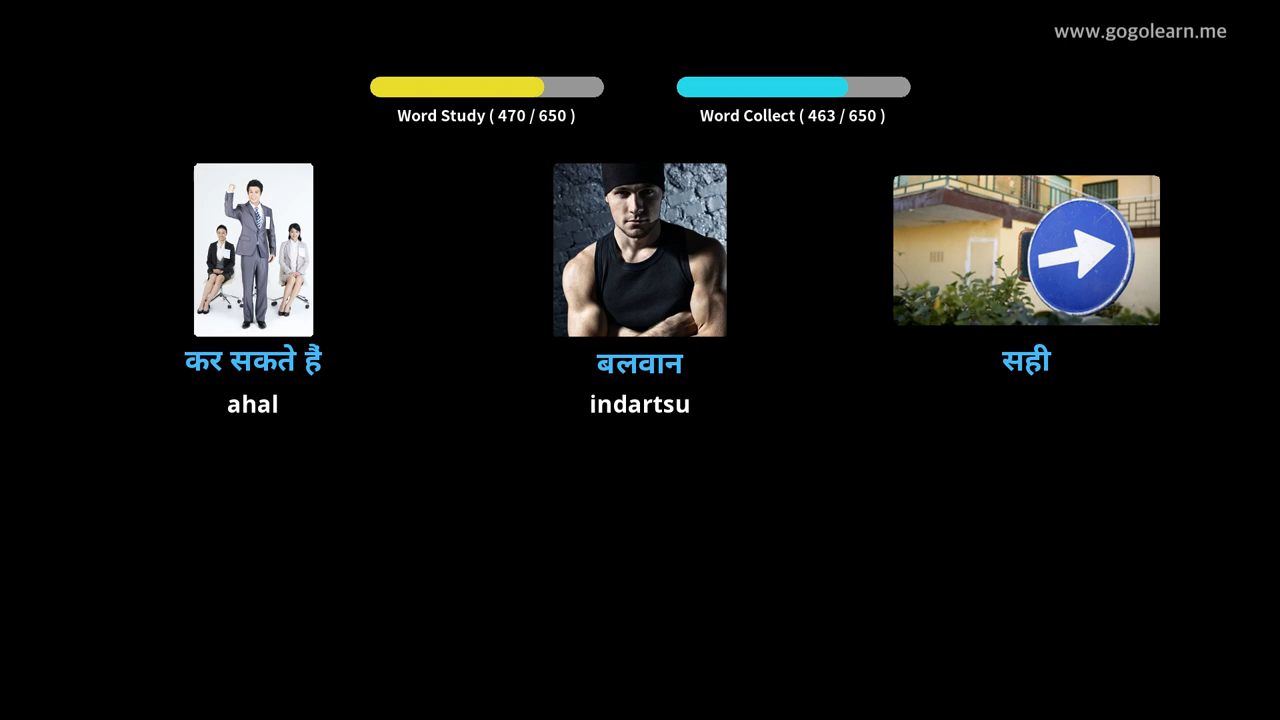 www.gogolearn.me
Word Study ( 470 / 650 )
Word Collect ( 463 / 650 )
कर सकते हैं
बलवान
सही
ahal
indartsu